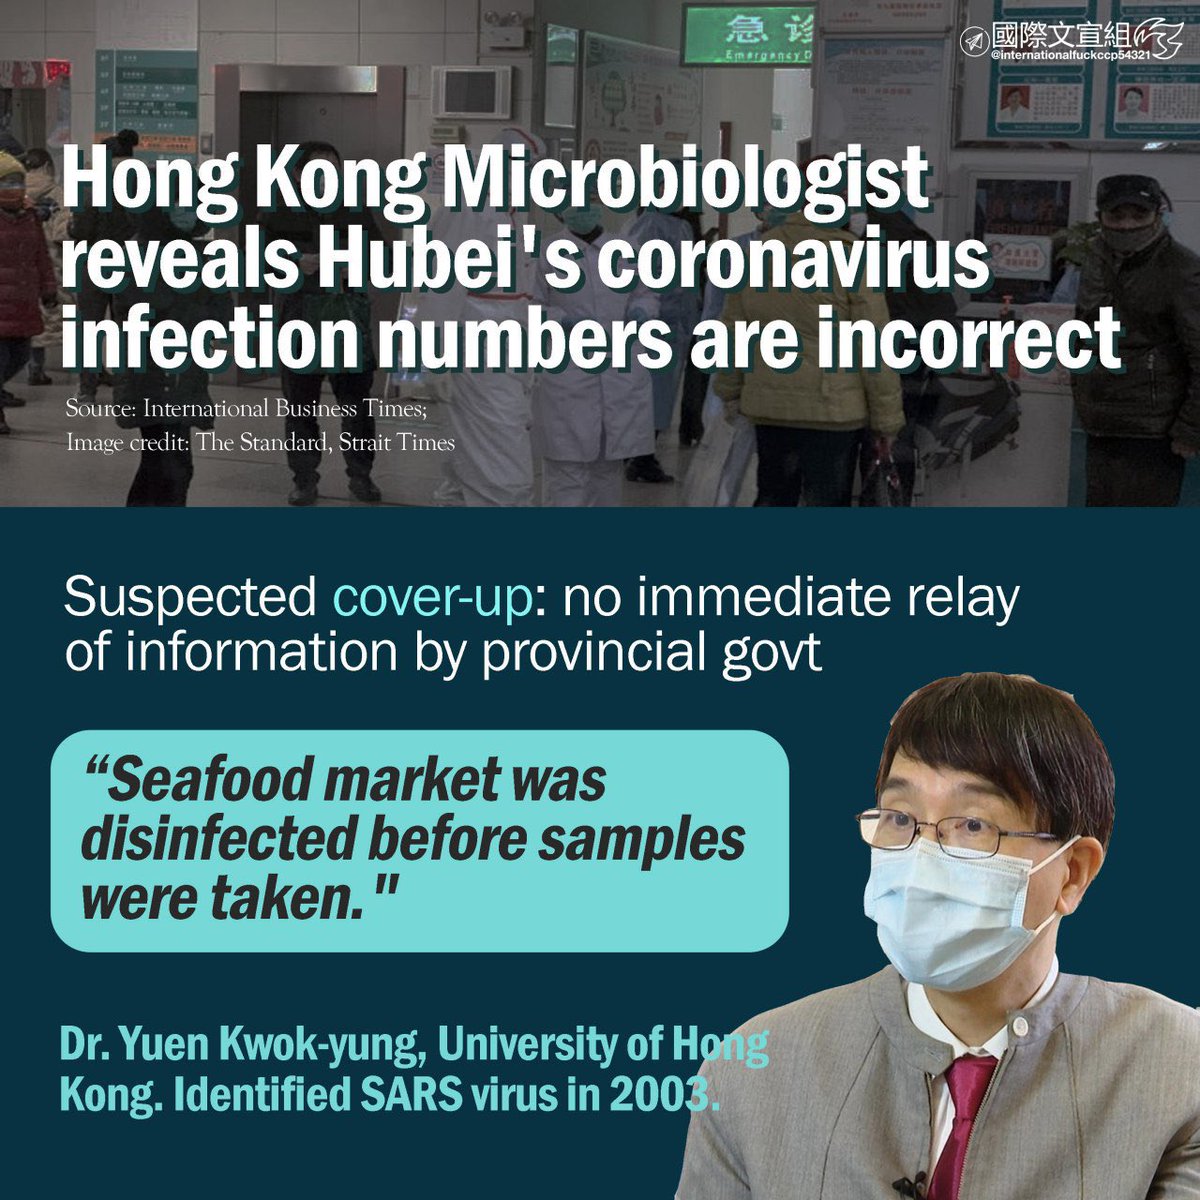 國際文宣組
@internationalfuckccp54321
急诊
Emergency D
Hong Kong Microbiologist
reveals Hubei's coronavirus
infection numbers are incorrect
Source: International Business Times;
Image credit: The Standard, Strait Times
Suspected cover-up: no immediate relay
of information by provincial govt
“Seafood market was
disinfected before samples
were taken."
Dr. Yuen Kwok-yung, University of Hong
Kong. Identified SARS virus in 2003.